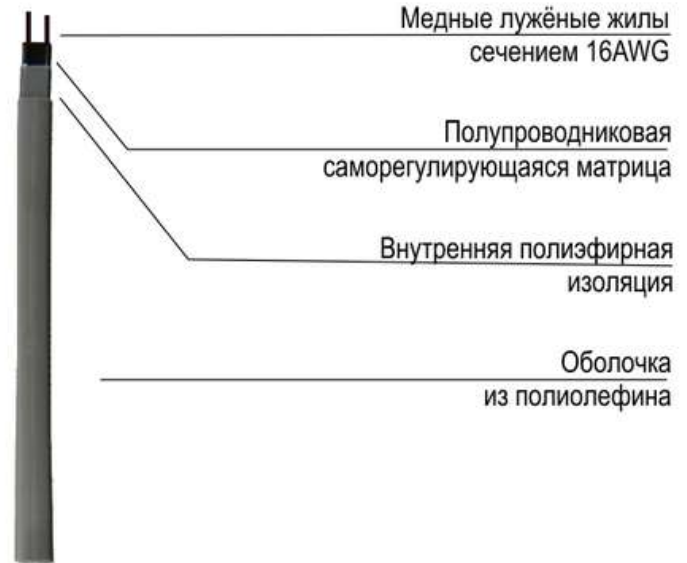 Медные лужёные жилы
сечением 16AWG
Полупроводниковая
саморегулирующаяся матрица
Внутренняя полиэфирная
изоляция
Оболочка
из полиолефина